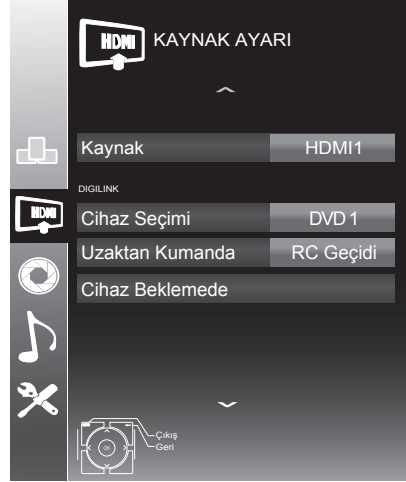 HDMI KAYNAK AYARI
Kaynak HDMI1
DIGILINK
HDMI
Cihaz Seçimi DVD 1
Uzaktan Kumanda RC Geçidi
Cihaz Beklemede
Çıkış
Geri
OK